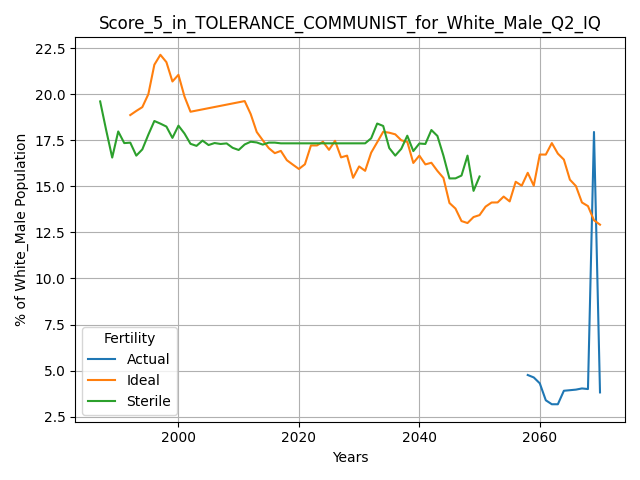 Score_5_in_TOLERANCE_COMMUNIST_for_White_Male_Q2_IQ
% of White_Male Population
22.5
20.0
17.5
15.0
12.5
10.0
7.5
5.0
2.5
Fertility
Actual
Ideal
Sterile
2000
2020
2040
2060
Years